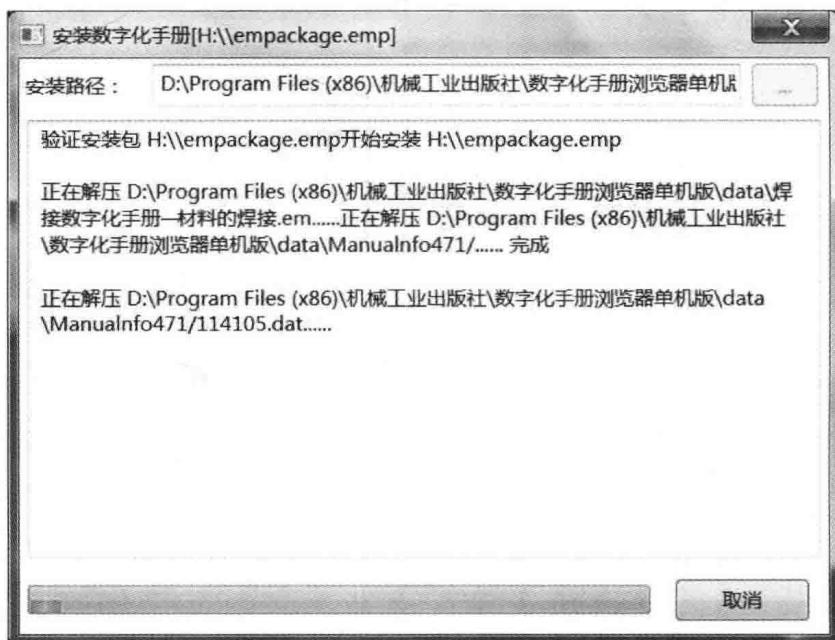 安装数字化手册[H:\\empackage.emp]
安装路径： D:\Program Files (x86)\机械工业出版社\数字化手册浏览器单机版 ...
验证安装包 H:\\empackage.emp开始安装 H:\\empackage.emp
正在解压 D:\Program Files (x86)\机械工业出版社\数字化手册浏览器单机版\data\焊
接数字化手册—材料的焊接.em......正在解压 D:\Program Files (x86)\机械工业出版社
\数字化手册浏览器单机版\data\Manualnfo471/...... 完成
正在解压 D:\Program Files (x86)\机械工业出版社\数字化手册浏览器单机版\data
\Manualnfo471/114105.dat......
取消